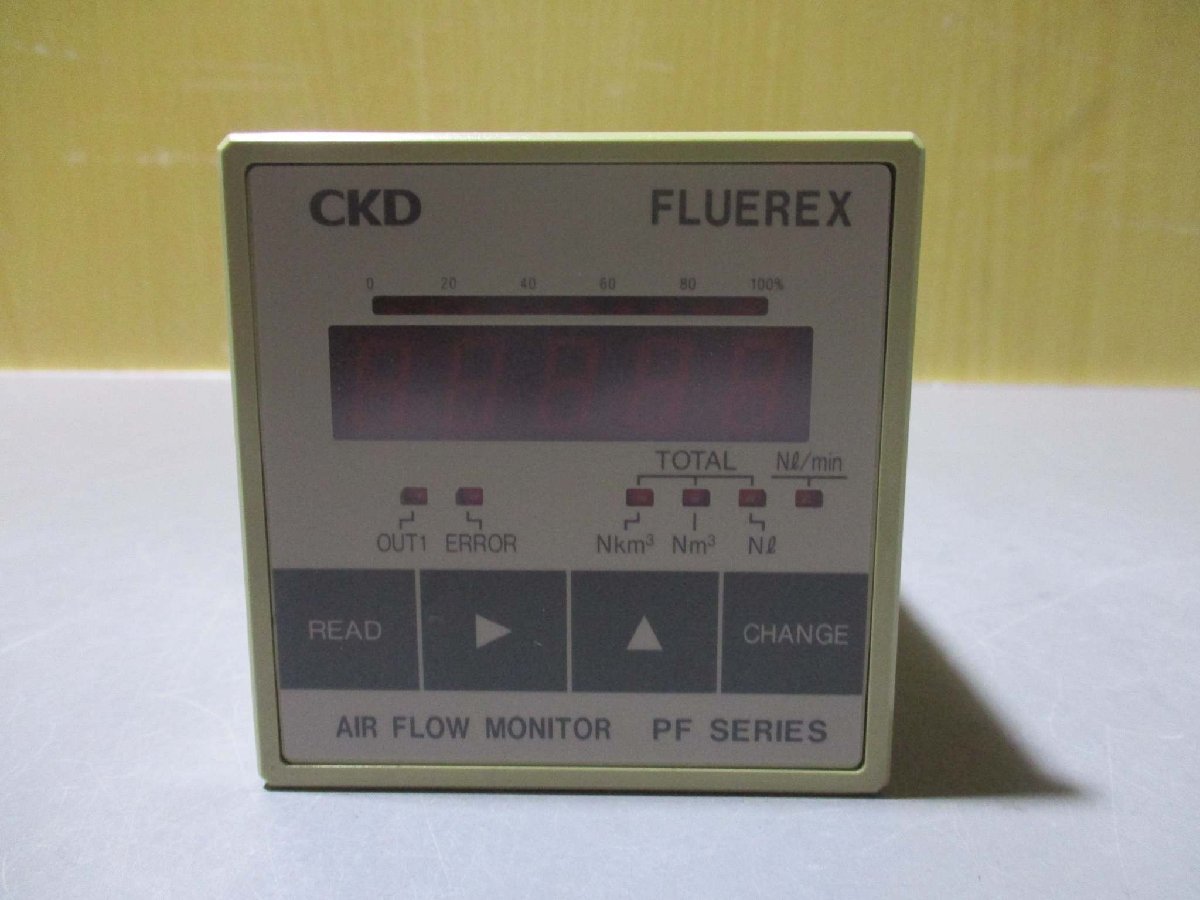 CKD FLUEREX
0 20 40 60 80 100%
TOTAL Nℓ/min
OUT1 ERROR Nkm³ Nm³ Nℓ
READ ▶ ▲ CHANGE
AIR FLOW MONITOR PF SERIES